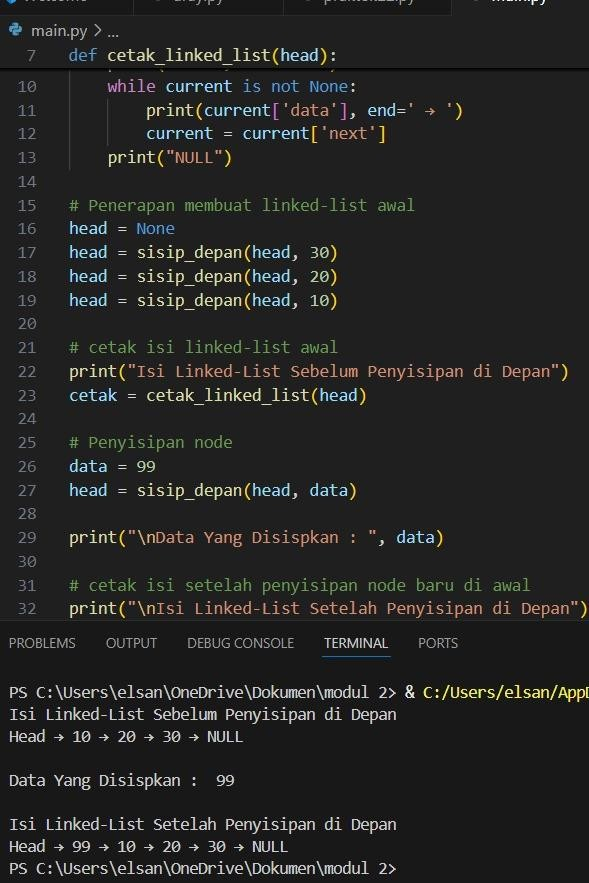 main.py > ...
7 def cetak_linked_list(head):
10 while current is not None:
11 print(current['data'], end=' → ')
12 current = current['next']
13 print("NULL")
14
15 # Penerapan membuat linked-list awal
16 head = None
17 head = sisip_depan(head, 30)
18 head = sisip_depan(head, 20)
19 head = sisip_depan(head, 10)
20
21 # cetak isi linked-list awal
22 print("Isi Linked-List Sebelum Penyisipan di Depan")
23 cetak = cetak_linked_list(head)
24
25 # Penyisipan node
26 data = 99
27 head = sisip_depan(head, data)
28
29 print("\nData Yang Disispkan : ", data)
30
31 # cetak isi setelah penyisipan node baru di awal
32 print("\nIsi Linked-List Setelah Penyisipan di Depan")
PROBLEMS OUTPUT DEBUG CONSOLE TERMINAL PORTS
PS C:\Users\elsan\OneDrive\Dokumen\modul 2> & C:/Users/elsan/AppD
Isi Linked-List Sebelum Penyisipan di Depan
Head → 10 → 20 → 30 → NULL
Data Yang Disispkan :  99
Isi Linked-List Setelah Penyisipan di Depan
Head → 99 → 10 → 20 → 30 → NULL
PS C:\Users\elsan\OneDrive\Dokumen\modul 2>